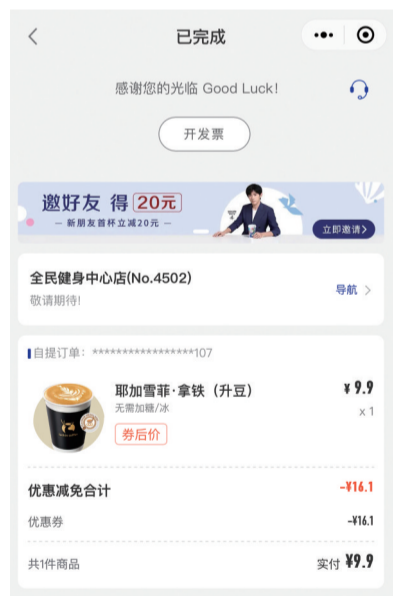 已完成
感谢您的光临 Good Luck!
开发票
邀好友 得 20元
— 新朋友首杯立减20元 —
立即邀请>
全民健身中心店(No.4502)
敬请期待!
导航 >
自提订单: *****************107
耶加雪菲·拿铁（升豆）
¥ 9.9
无需加糖/冰
x 1
券后价
优惠减免合计
-¥16.1
优惠券
-¥16.1
共1件商品
实付 ¥9.9